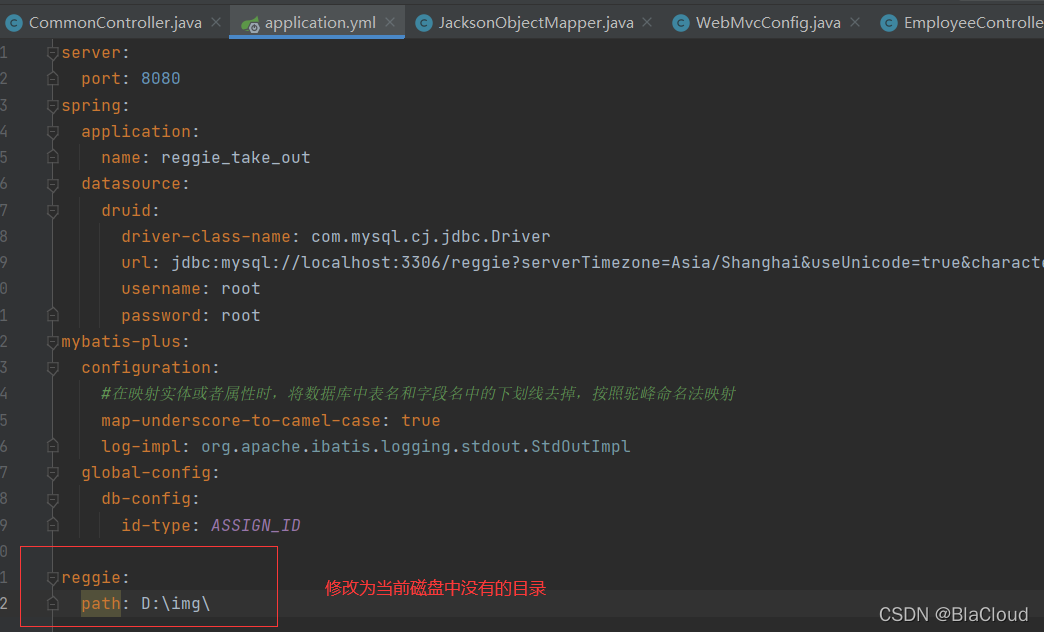 CommonController.java application.yml JacksonObjectMapper.java WebMvcConfig.java EmployeeControlle
1 server:
2 port: 8080
3 spring:
4 application:
5 name: reggie_take_out
6 datasource:
7 druid:
8 driver-class-name: com.mysql.cj.jdbc.Driver
9 url: jdbc:mysql://localhost:3306/reggie?serverTimezone=Asia/Shanghai&useUnicode=true&characte
0 username: root
1 password: root
2 mybatis-plus:
3 configuration:
4 #在映射实体或者属性时，将数据库中表名和字段名中的下划线去掉，按照驼峰命名法映射
5 map-underscore-to-camel-case: true
6 log-impl: org.apache.ibatis.logging.stdout.StdOutImpl
7 global-config:
8 db-config:
9 id-type: ASSIGN_ID
0
1 reggie:
修改为当前磁盘中没有的目录
2 path: D:\img\
CSDN @BlaCloud